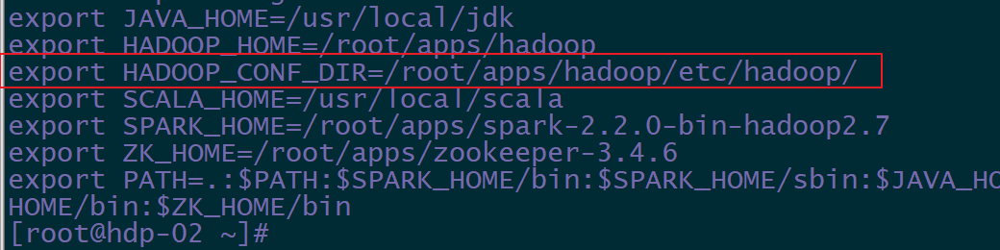 export JAVA_HOME=/usr/local/jdk
export HADOOP_HOME=/root/apps/hadoop
export HADOOP_CONF_DIR=/root/apps/hadoop/etc/hadoop/
export SCALA_HOME=/usr/local/scala
export SPARK_HOME=/root/apps/spark-2.2.0-bin-hadoop2.7
export ZK_HOME=/root/apps/zookeeper-3.4.6
export PATH=.:$PATH:$SPARK_HOME/bin:$SPARK_HOME/sbin:$JAVA_HO
HOME/bin:$ZK_HOME/bin
[root@hdp-02 ~]#